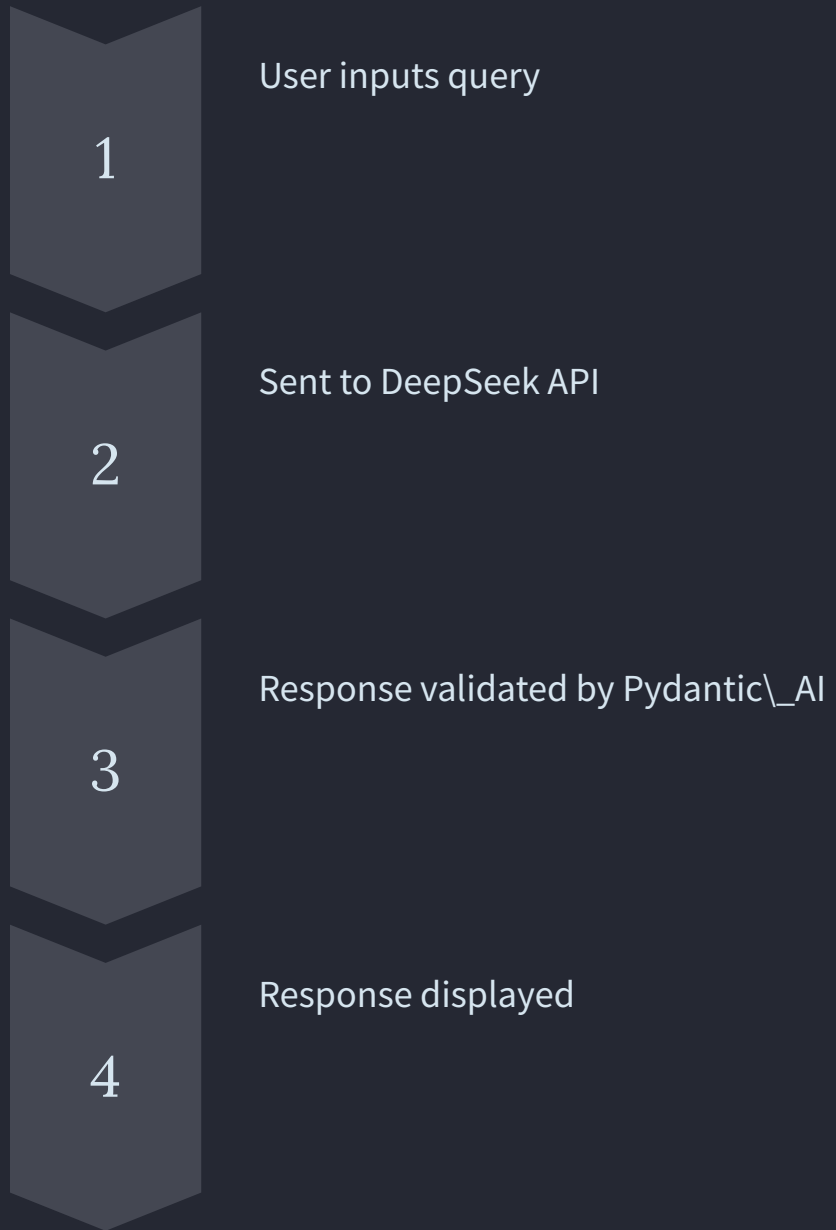 User inputs query
1
Sent to DeepSeek API
2
Response validated by Pydantic\_AI
3
Response displayed
4